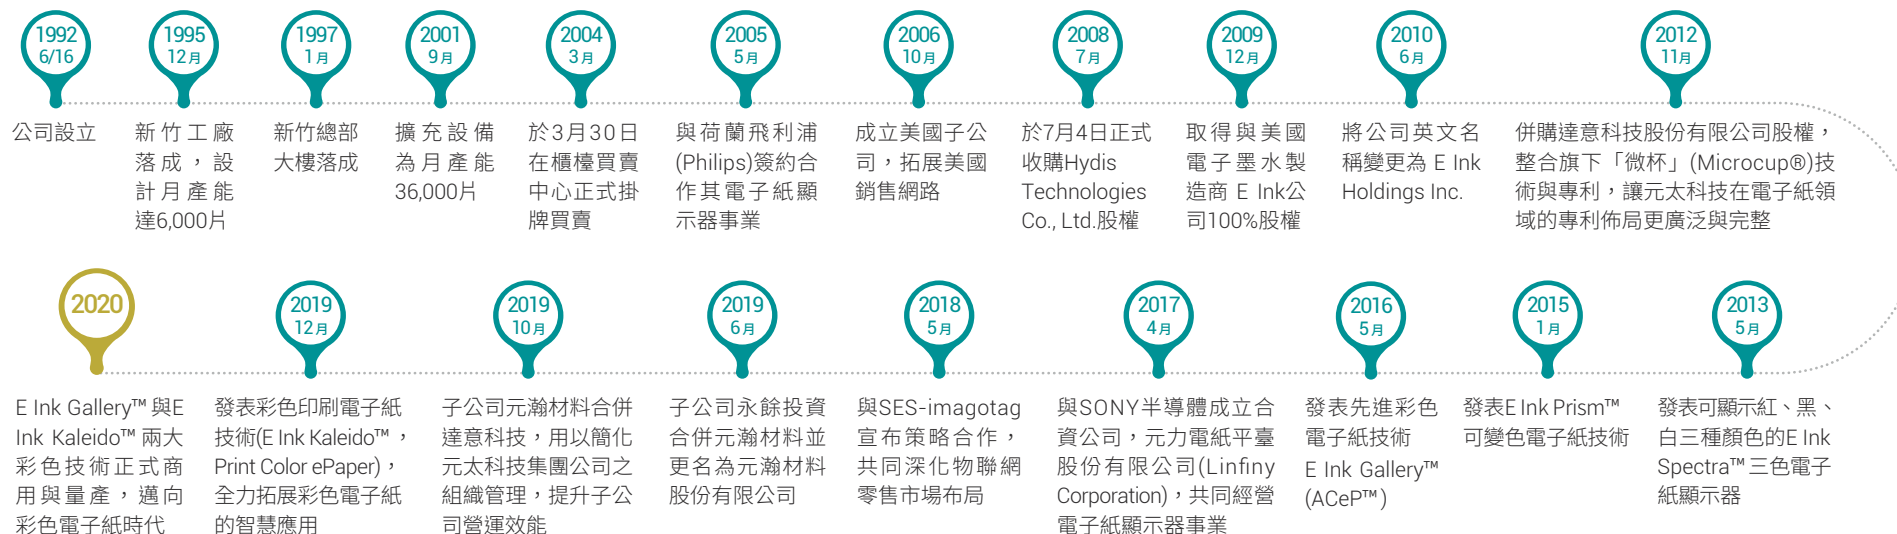 1992
6/16
公司設立
1995
12月
新竹工廠
落成，設
計月產能
達6,000片
1997
1月
新竹總部
大樓落成
2001
9月
擴充設備
為月產能
36,000片
2004
3月
於3月30日
在櫃檯買賣
中心正式掛
牌買賣
2005
5月
與荷蘭飛利浦
(Philips)簽約合
作其電子紙顯
示器事業
2006
10月
成立美國子公
司，拓展美國
銷售網路
2008
7月
於7月4日正式
收購Hydis
Technologies
Co., Ltd.股權
2009
12月
取得與美國
電子墨水製
造商 E Ink公
司100%股權
2010
6月
將公司英文名
稱變更為 E Ink
Holdings Inc.
2012
11月
併購達意科技股份有限公司股權，
整合旗下「微杯」(Microcup®)技
術與專利，讓元太科技在電子紙領
域的專利佈局更廣泛與完整
2013
5月
發表可顯示紅、黑、
白三種顏色的E Ink
Spectra™ 三色電子
紙顯示器
2015
1月
發表E Ink Prism™
可變色電子紙技術
2016
5月
發表先進彩色
電子紙技術
E Ink Gallery™
(ACeP™)
2017
4月
與SONY半導體成立合
資公司，元力電紙平臺
股份有限公司(Linfiny
Corporation)，共同經營
電子紙顯示器事業
2018
5月
與SES-imagotag
宣布策略合作，
共同深化物聯網
零售市場布局
2019
6月
子公司永餘投資
合併元瀚材料並
更名為元瀚材料
股份有限公司
2019
10月
子公司元瀚材料合併
達意科技，用以簡化
元太科技集團公司之
組織管理，提升子公
司營運效能
2019
12月
發表彩色印刷電子紙
技術(E Ink Kaleido™，
Print Color ePaper)，
全力拓展彩色電子紙
的智慧應用
2020
E Ink Gallery™ 與E
Ink Kaleido™ 兩大
彩色技術正式商
用與量產，邁向
彩色電子紙時代